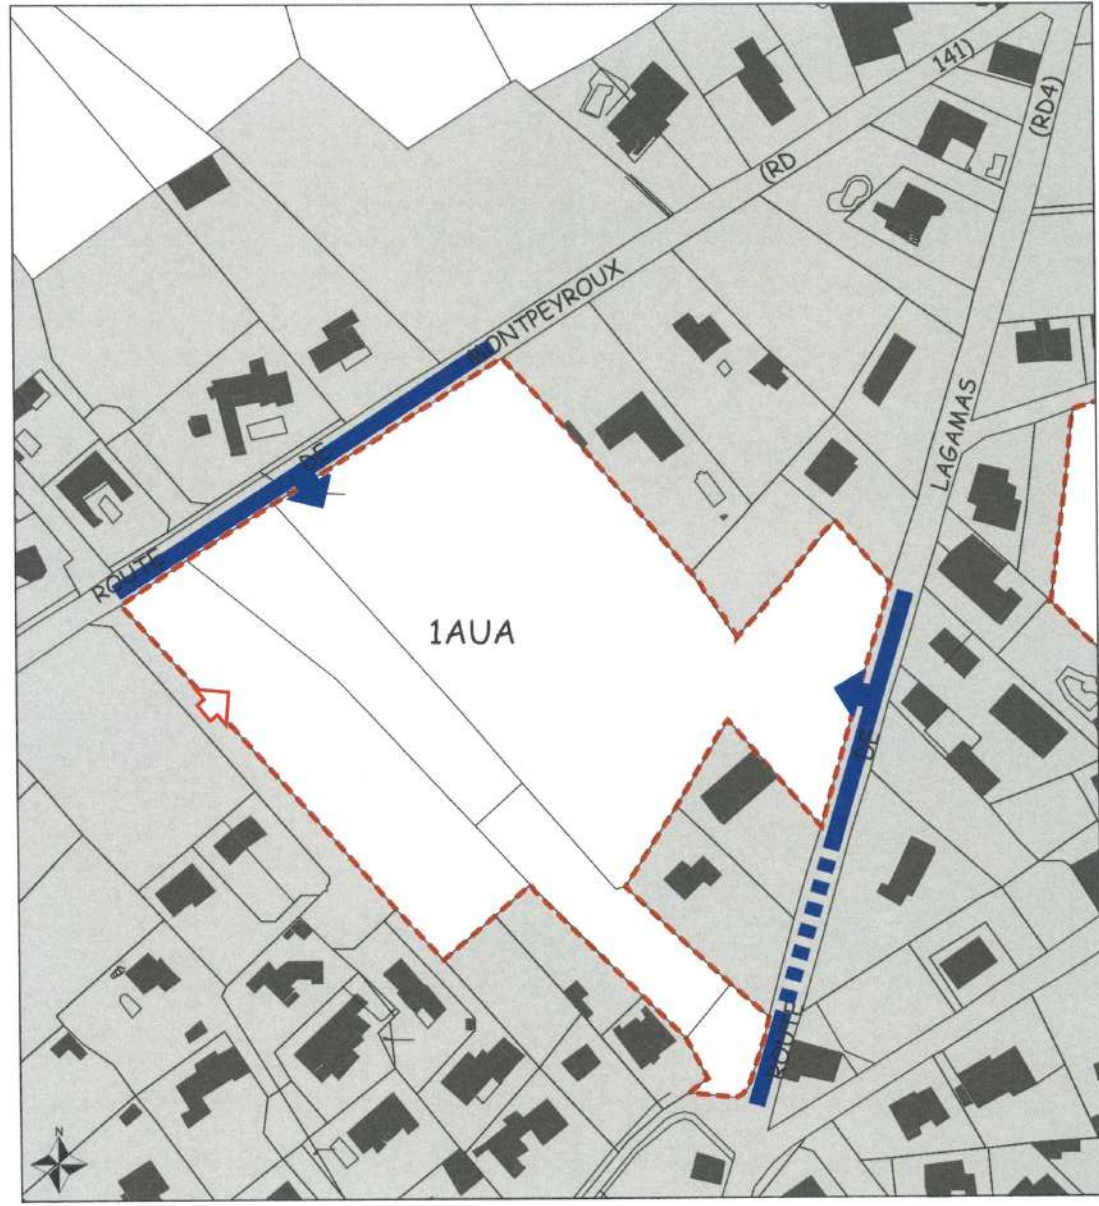 141)
(RD
(RD4)
MONTPEYROUX
DE
ROUTE
LAGAMAS
DE
ROUTE
1AUA
N